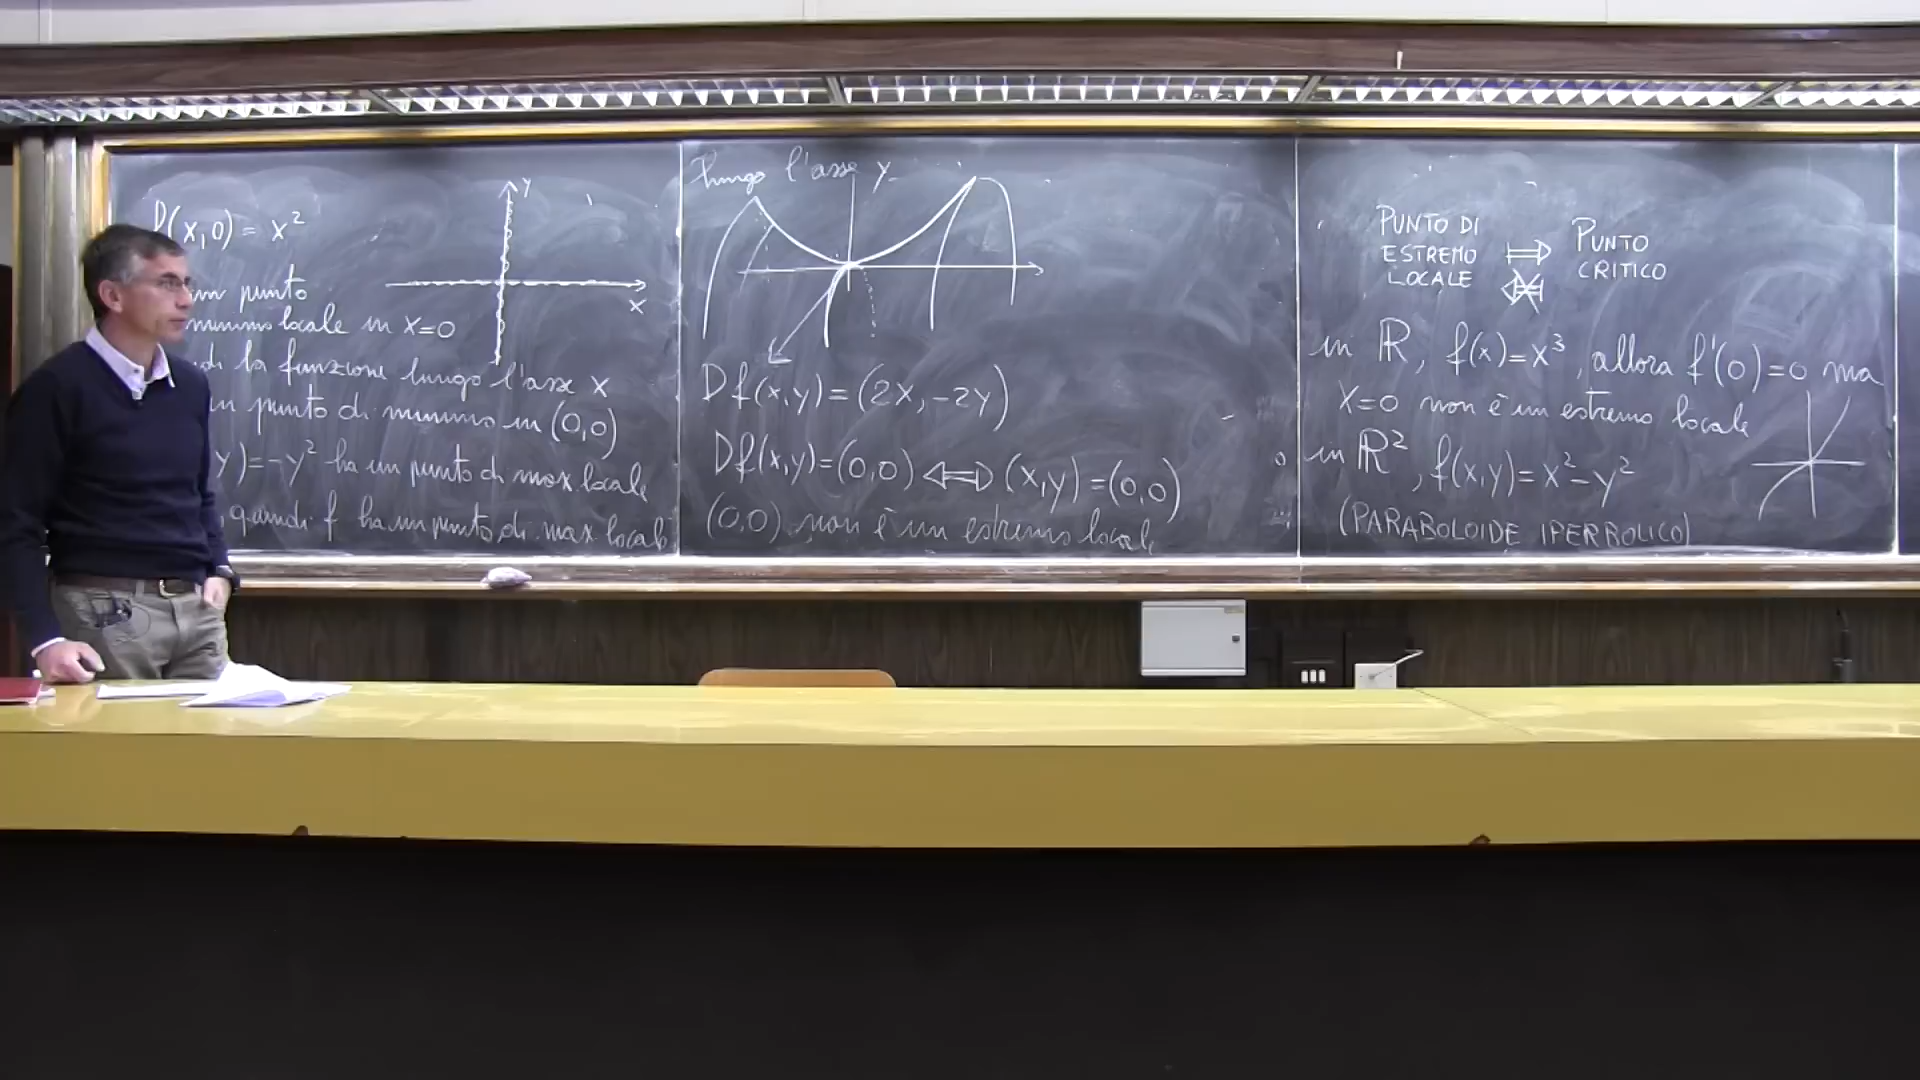 (x,0) = x²
un punto
minimo locale in x=0
di la funzione lungo l'asse x
un punto di minimo in (0,0)
y)=-y² ha un punto di max locale
, quindi f ha un punto di max local
y
x
lungo l'asse y
Df(x,y)=(2x,-2y)
Df(x,y)=(0,0) ⟺ (x,y)=(0,0)
(0,0) non è un estremo locale
PUNTO DI
ESTREMO
LOCALE
⟹
PUNTO
CRITICO
in ℝ, f(x)=x³, allora f'(0)=0 ma
x=0 non è un estremo locale
in ℝ², f(x,y)=x²-y²
(PARABOLOIDE IPERBOLICO)